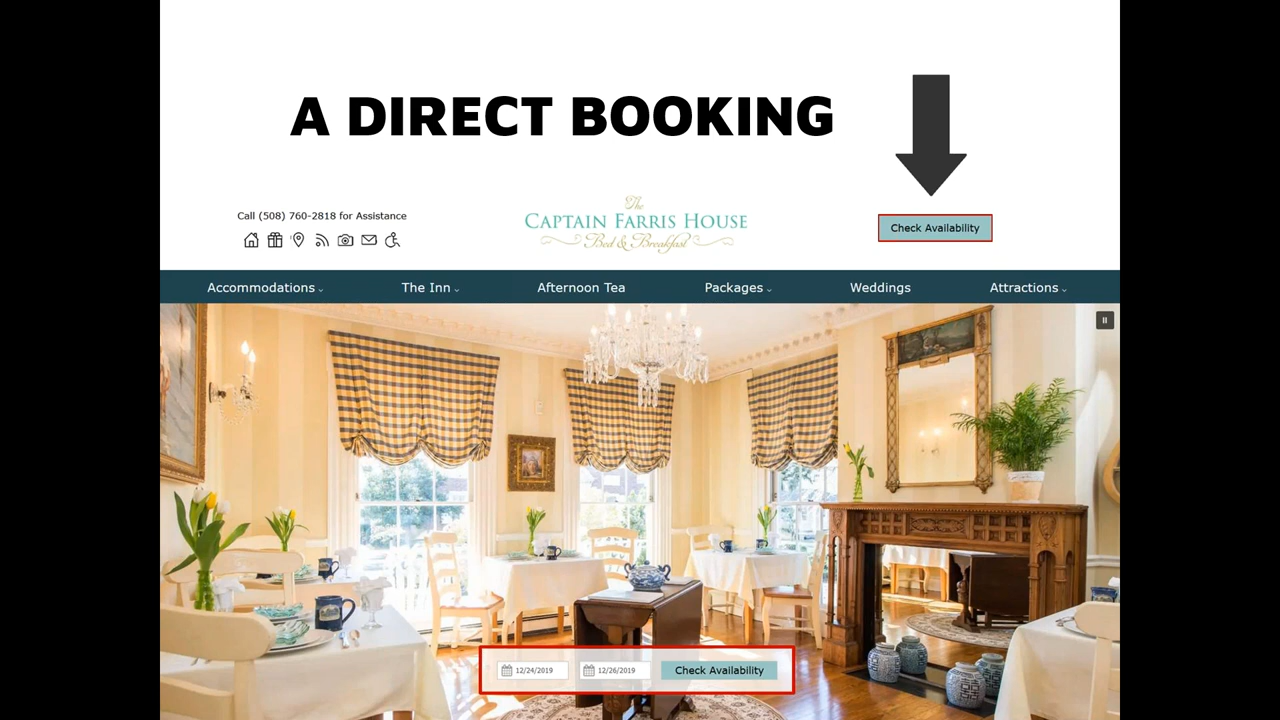 A DIRECT BOOKING
Call (508) 760-2818 for Assistance
The
CAPTAIN FARRIS HOUSE
Bed & Breakfast
Check Availability
Accommodations The Inn Afternoon Tea Packages Weddings Attractions
12/24/2019 12/26/2019 Check Availability